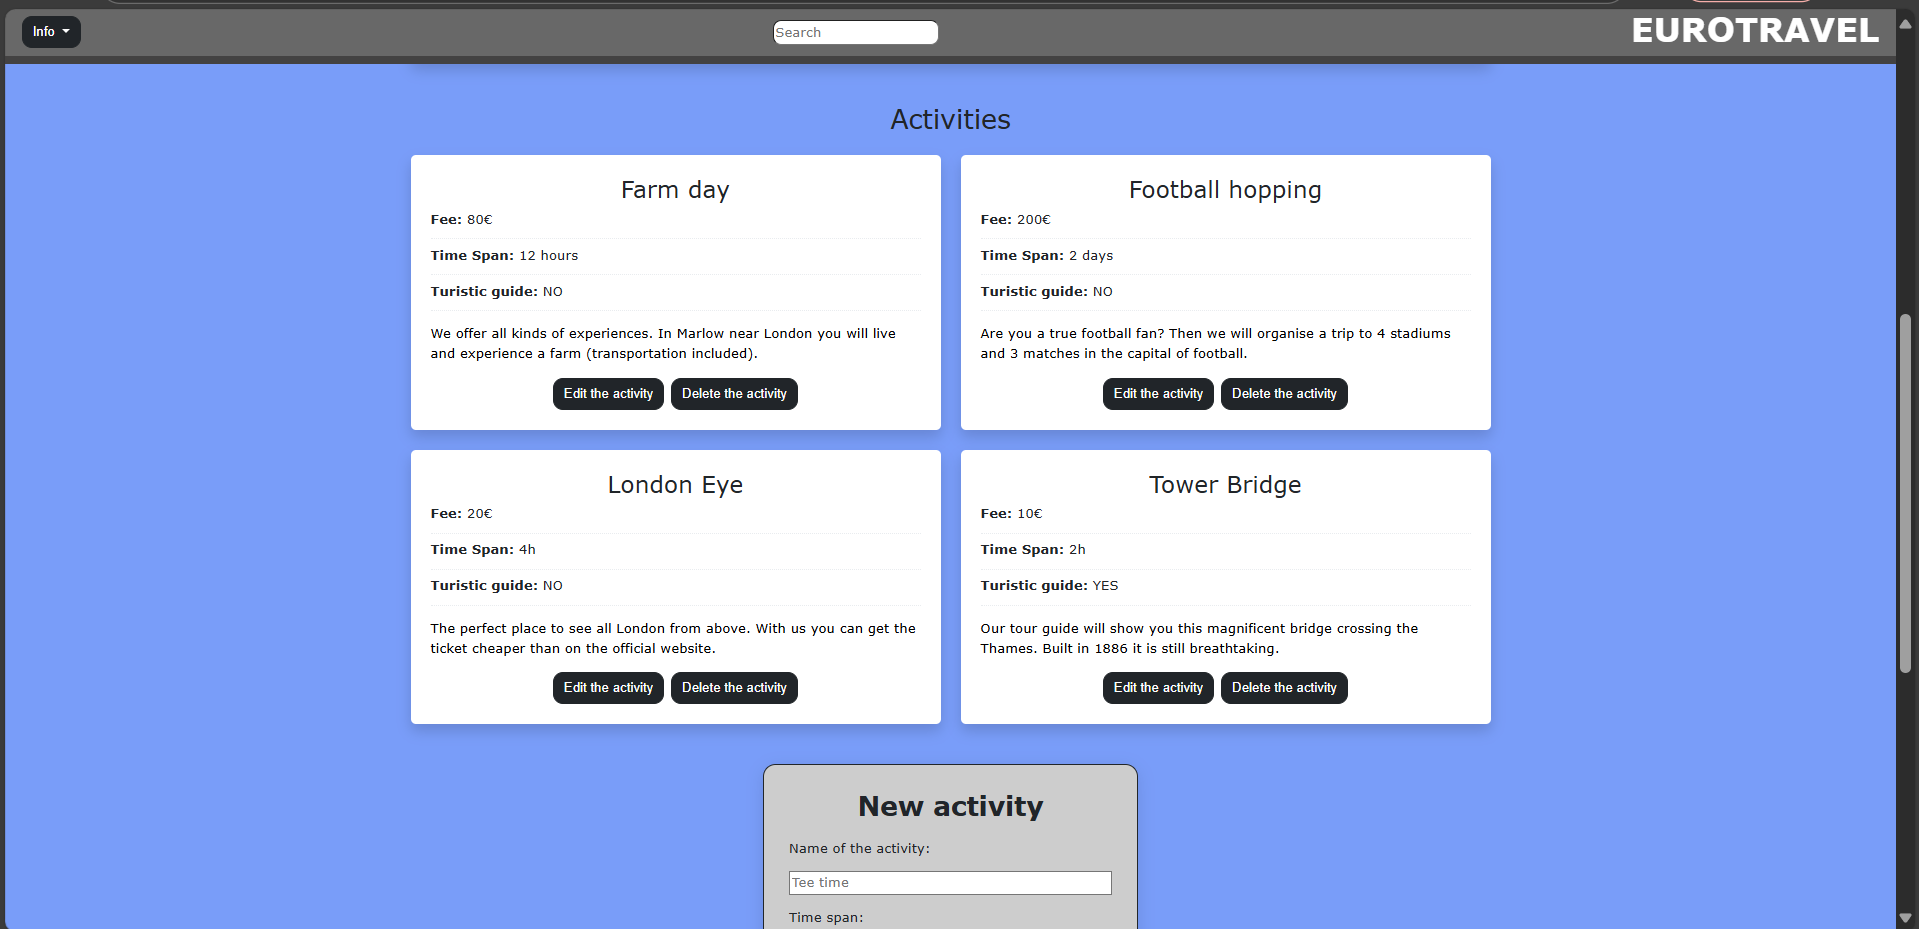 Info
Search
EUROTRAVEL
Activities
Farm day
Fee: 80€
Time Span: 12 hours
Turistic guide: NO
We offer all kinds of experiences. In Marlow near London you will live
and experience a farm (transportation included).
Edit the activity Delete the activity
Football hopping
Fee: 200€
Time Span: 2 days
Turistic guide: NO
Are you a true football fan? Then we will organise a trip to 4 stadiums
and 3 matches in the capital of football.
Edit the activity Delete the activity
London Eye
Fee: 20€
Time Span: 4h
Turistic guide: NO
The perfect place to see all London from above. With us you can get the
ticket cheaper than on the official website.
Edit the activity Delete the activity
Tower Bridge
Fee: 10€
Time Span: 2h
Turistic guide: YES
Our tour guide will show you this magnificent bridge crossing the
Thames. Built in 1886 it is still breathtaking.
Edit the activity Delete the activity
New activity
Name of the activity:
Tee time
Time span: